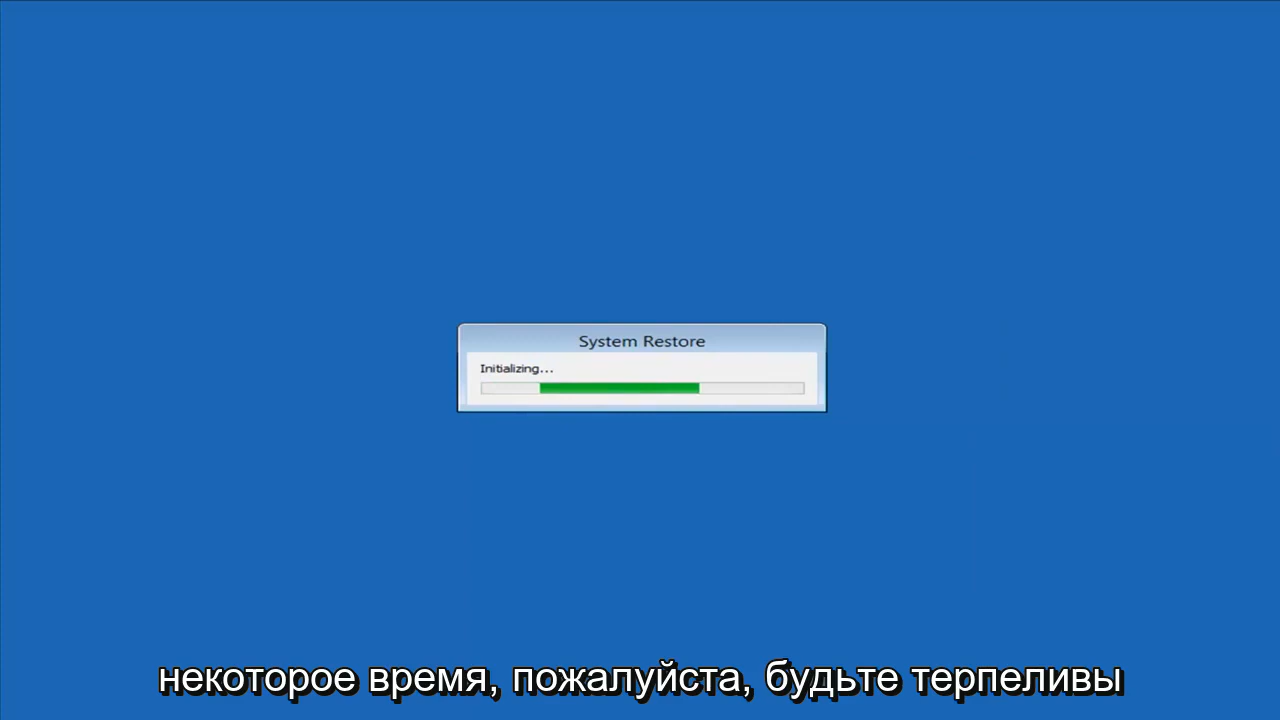 System Restore
Initializing...
некоторое время, пожалуйста, будьте терпеливы